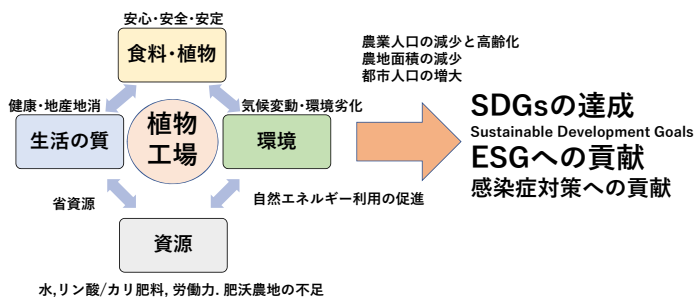 安心・安全・安定
食料・植物
農業人口の減少と高齢化
農地面積の減少
都市人口の増大
健康・地産地消
気候変動・環境劣化
生活の質
植物
工場
環境
SDGsの達成
Sustainable Development Goals
ESGへの貢献
感染症対策への貢献
省資源
自然エネルギー利用の促進
資源
水,リン酸/カリ肥料, 労働力. 肥沃農地の不足